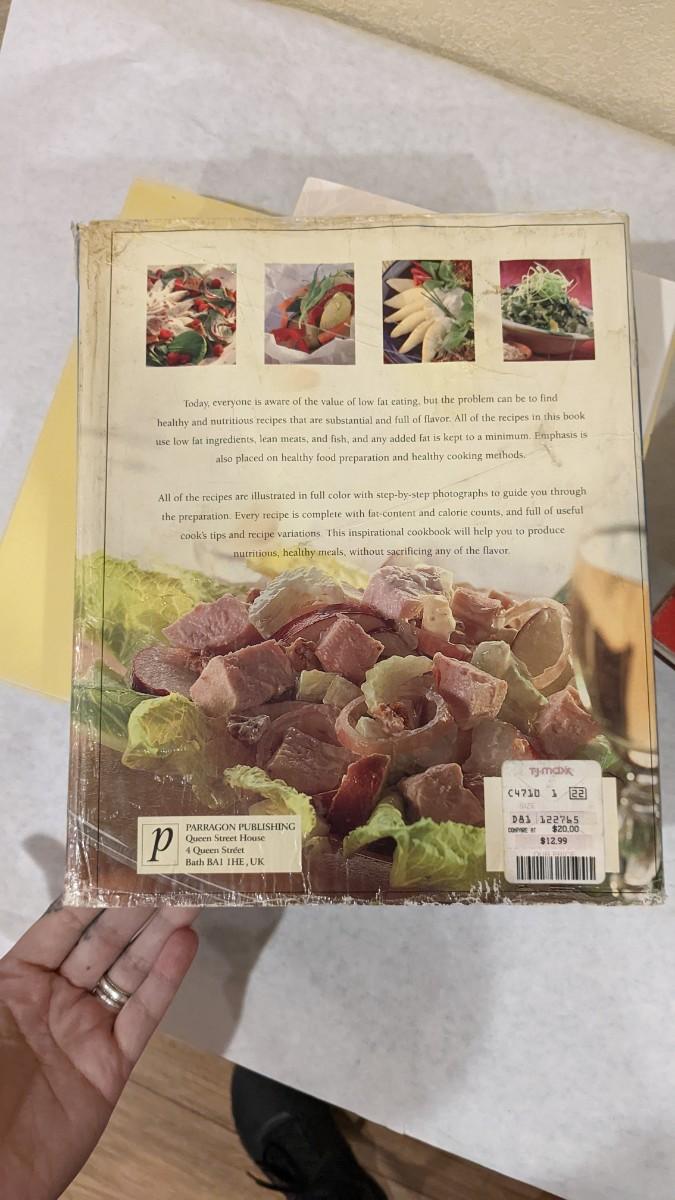 Today, everyone is aware of the value of low fat eating, but the problem can be to find
healthy and nutritious recipes that are substantial and full of flavor. All of the recipes in this book
use low fat ingredients, lean meats, and fish, and any added fat is kept to a minimum. Emphasis is
also placed on healthy food preparation and healthy cooking methods.
All of the recipes are illustrated in full color with step-by-step photographs to guide you through
the preparation. Every recipe is complete with fat-content and calorie counts, and full of useful
cook's tips and recipe variations. This inspirational cookbook will help you to produce
nutritious, healthy meals, without sacrificing any of the flavor.
p
PARRAGON PUBLISHING
Queen Street House
4 Queen Street
Bath BA1 1HE, UK
T.J.maxx
C4710 1 22
SIZE
D81 122765
COMPARE AT $20.00
$12.99